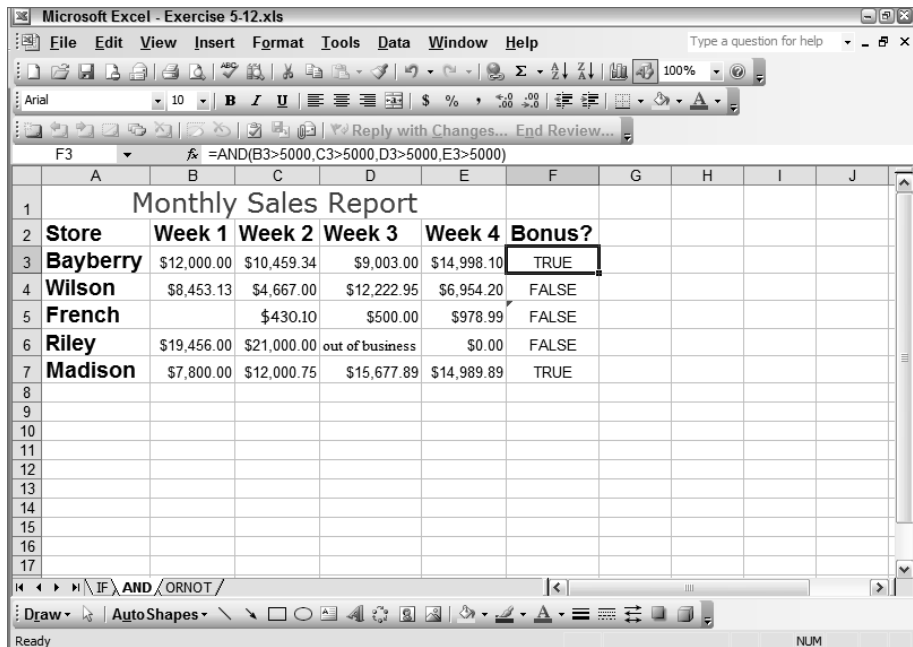 Microsoft Excel - Exercise 5-12.xls
File Edit View Insert Format Tools Data Window Help Type a question for help
100%
Arial 10 B I U $ % ,
Reply with Changes... End Review...
F3 fx =AND(B3>5000,C3>5000,D3>5000,E3>5000)
A B C D E F G H I J
1 Monthly Sales Report
2 Store Week 1 Week 2 Week 3 Week 4 Bonus?
3 Bayberry $12,000.00 $10,459.34 $9,003.00 $14,998.10 TRUE
4 Wilson $8,453.13 $4,667.00 $12,222.95 $6,954.20 FALSE
5 French $430.10 $500.00 $978.99 FALSE
6 Riley $19,456.00 $21,000.00 out of business $0.00 FALSE
7 Madison $7,800.00 $12,000.75 $15,677.89 $14,989.89 TRUE
8
9
10
11
12
13
14
15
16
17
IF AND ORNOT
Draw AutoShapes
Ready NUM